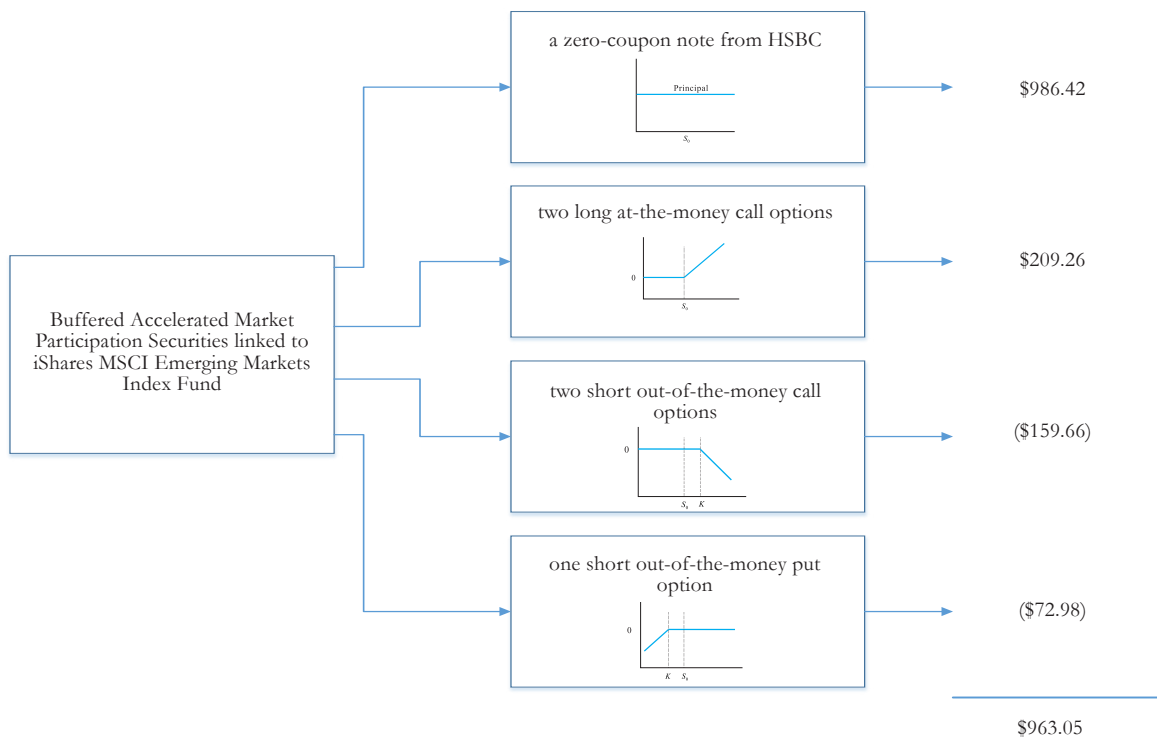 Buffered Accelerated Market
Participation Securities linked to
iShares MSCI Emerging Markets
Index Fund
a zero-coupon note from HSBC
Principal
S₀
$986.42
two long at-the-money call options
0
S₀
$209.26
two short out-of-the-money call
options
0
S₀ K
($159.66)
one short out-of-the-money put
option
0
K S₀
($72.98)
$963.05